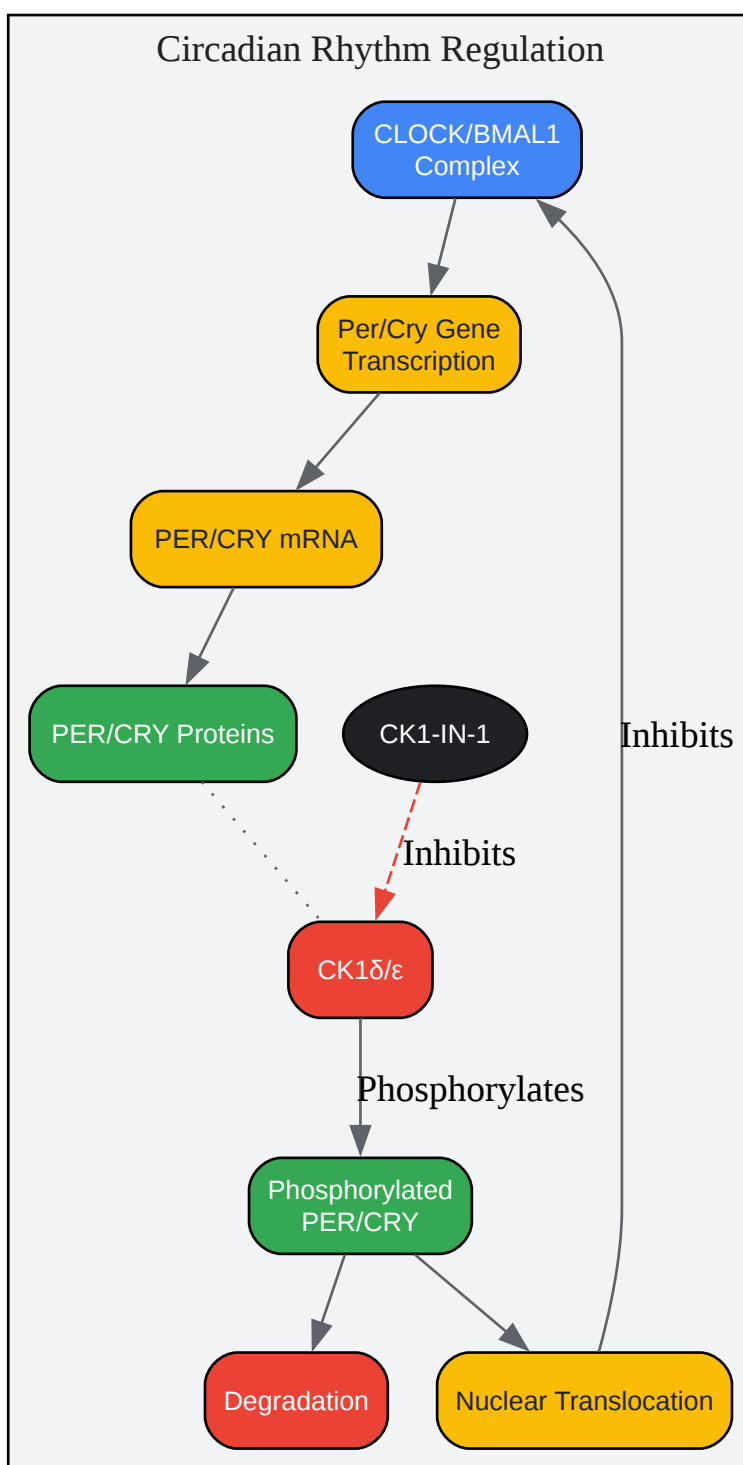 Circadian Rhythm Regulation
CLOCK/BMAL1
Complex
Per/Cry Gene
Transcription
PER/CRY mRNA
PER/CRY Proteins
CK1-IN-1
Inhibits
Inhibits
CK1δ/ε
Phosphorylates
Phosphorylated
PER/CRY
Degradation
Nuclear Translocation